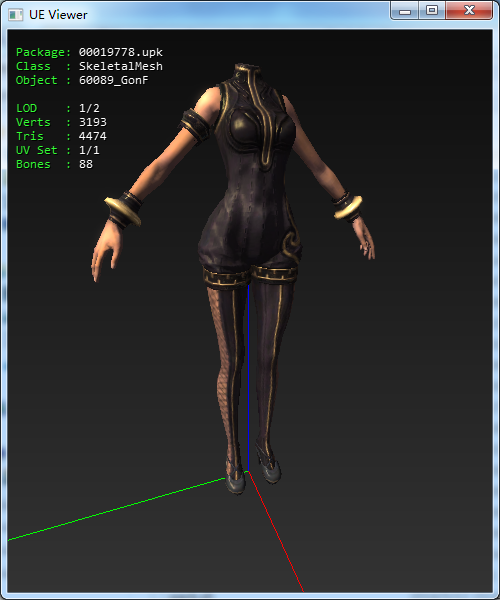 UE Viewer
Package: 00019778.upk
Class : SkeletalMesh
Object : 60089_GonF
LOD : 1/2
Verts : 3193
Tris : 4474
UV Set : 1/1
Bones : 88